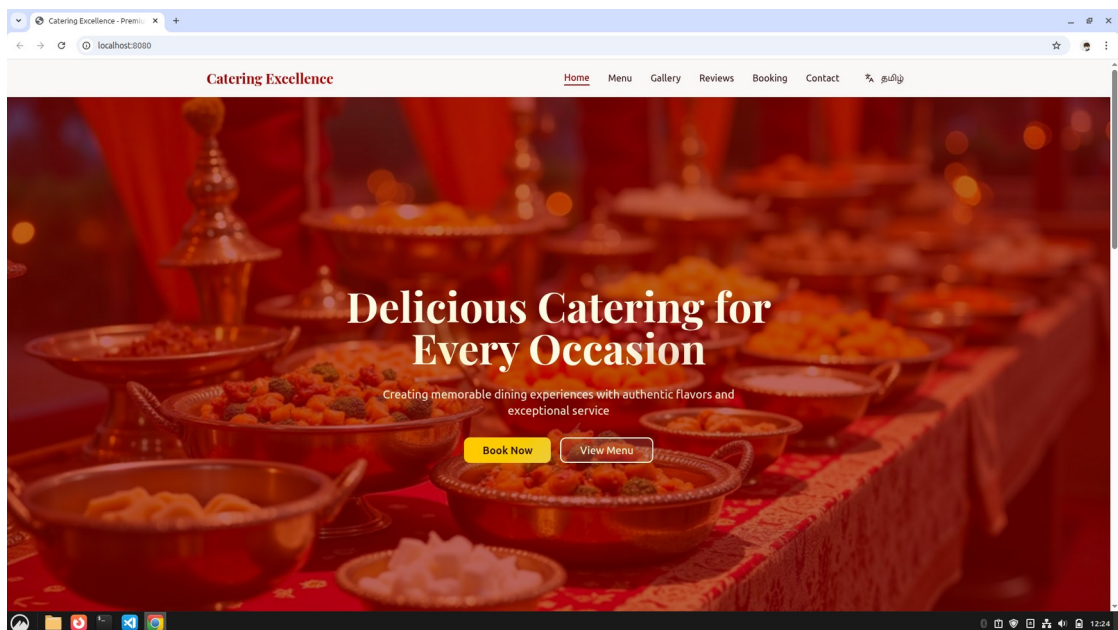 Catering Excellence - Premiu
localhost:8080
Catering Excellence
Home Menu Gallery Reviews Booking Contact தமிழ்
Delicious Catering for
Every Occasion
Creating memorable dining experiences with authentic flavors and
exceptional service
Book Now View Menu
12:24